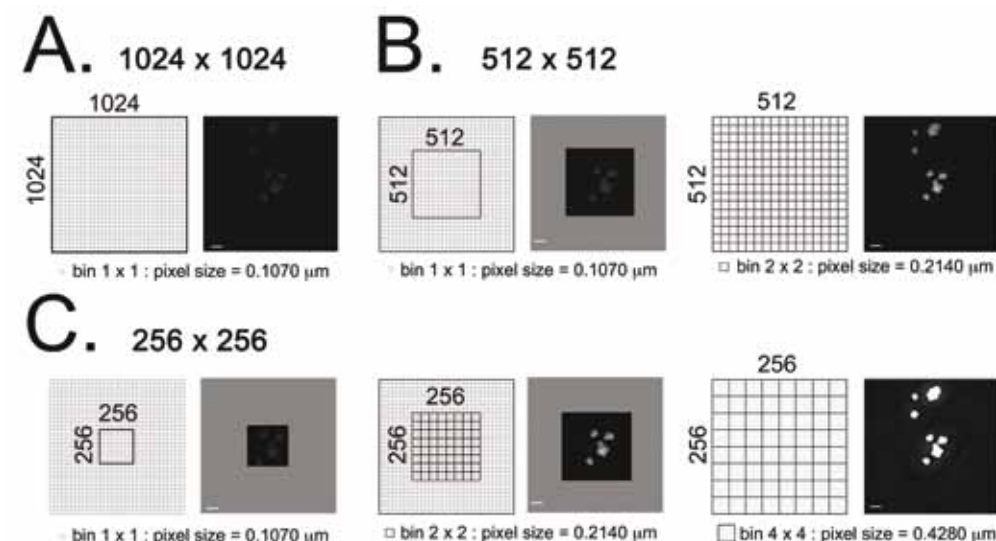 A. 1024 x 1024
1024
1024
bin 1 x 1 : pixel size = 0.1070 μm
B. 512 x 512
512
512
bin 1 x 1 : pixel size = 0.1070 μm
512
512
bin 2 x 2 : pixel size = 0.2140 μm
C. 256 x 256
256
256
bin 1 x 1 : pixel size = 0.1070 μm
256
256
bin 2 x 2 : pixel size = 0.2140 μm
256
256
bin 4 x 4 : pixel size = 0.4280 μm